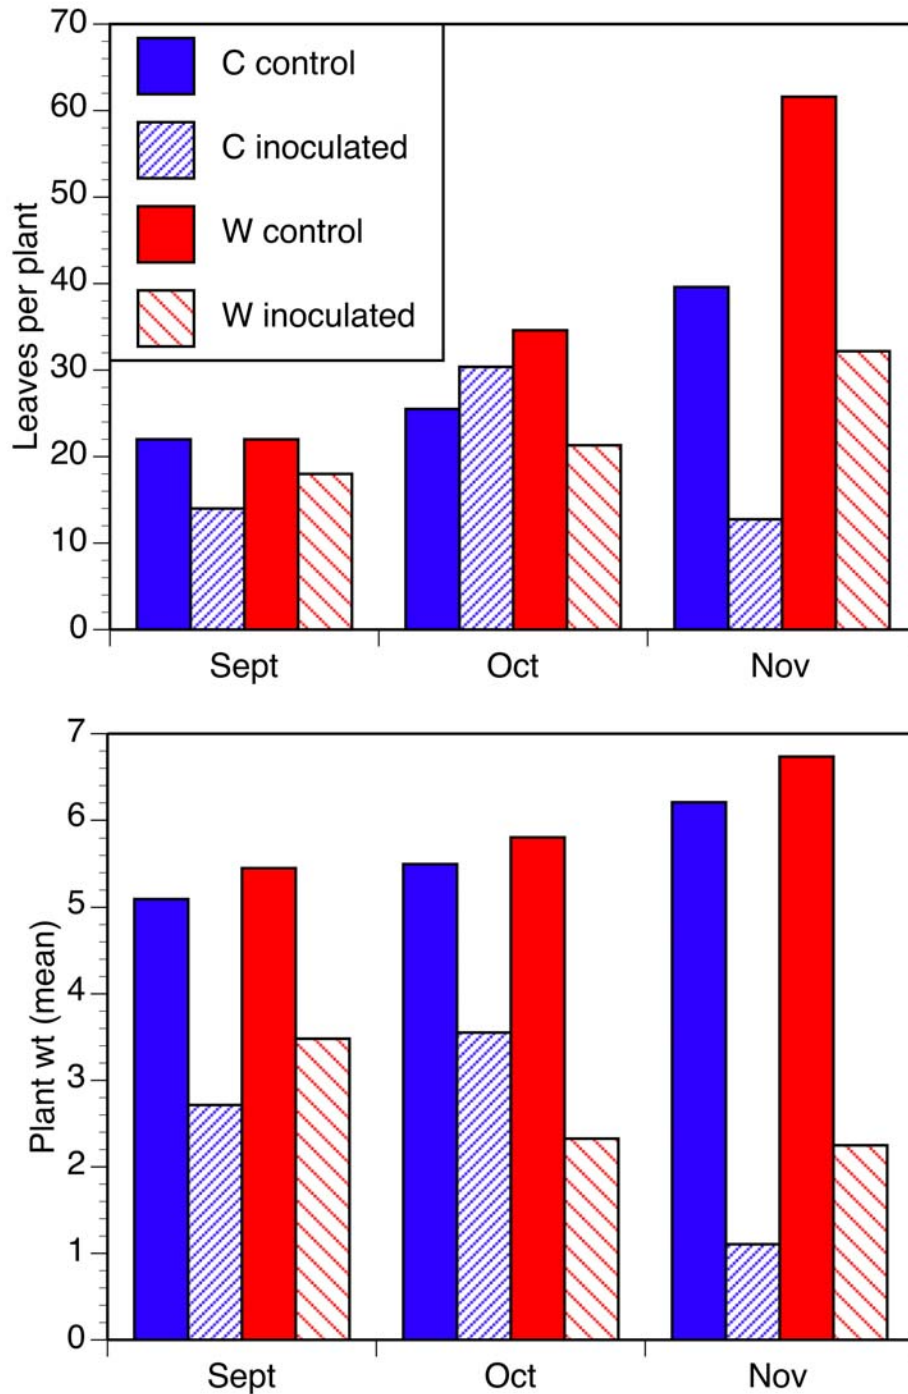 70
60
50
40
30
20
10
0
Leaves per plant
C control
C inoculated
W control
W inoculated
Sept Oct Nov
7
6
5
4
3
2
1
0
Plant wt (mean)
Sept Oct Nov